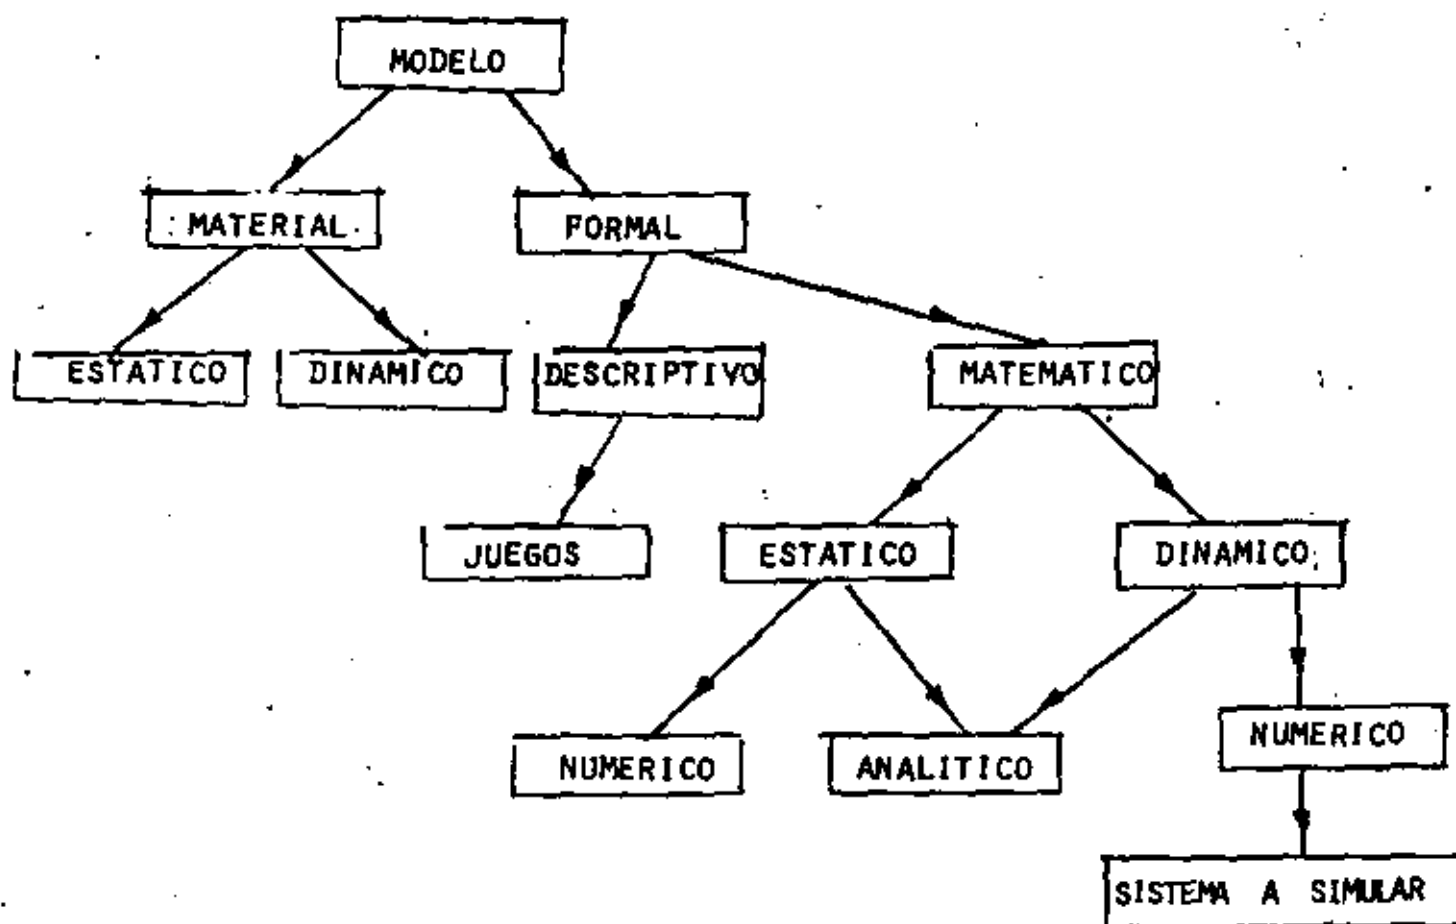 MODELO
MATERIAL
FORMAL
ESTATICO
DINAMICO
DESCRIPTIVO
MATEMATICO
JUEGOS
ESTATICO
DINAMICO
NUMERICO
ANALITICO
NUMERICO
SISTEMA A SIMULAR